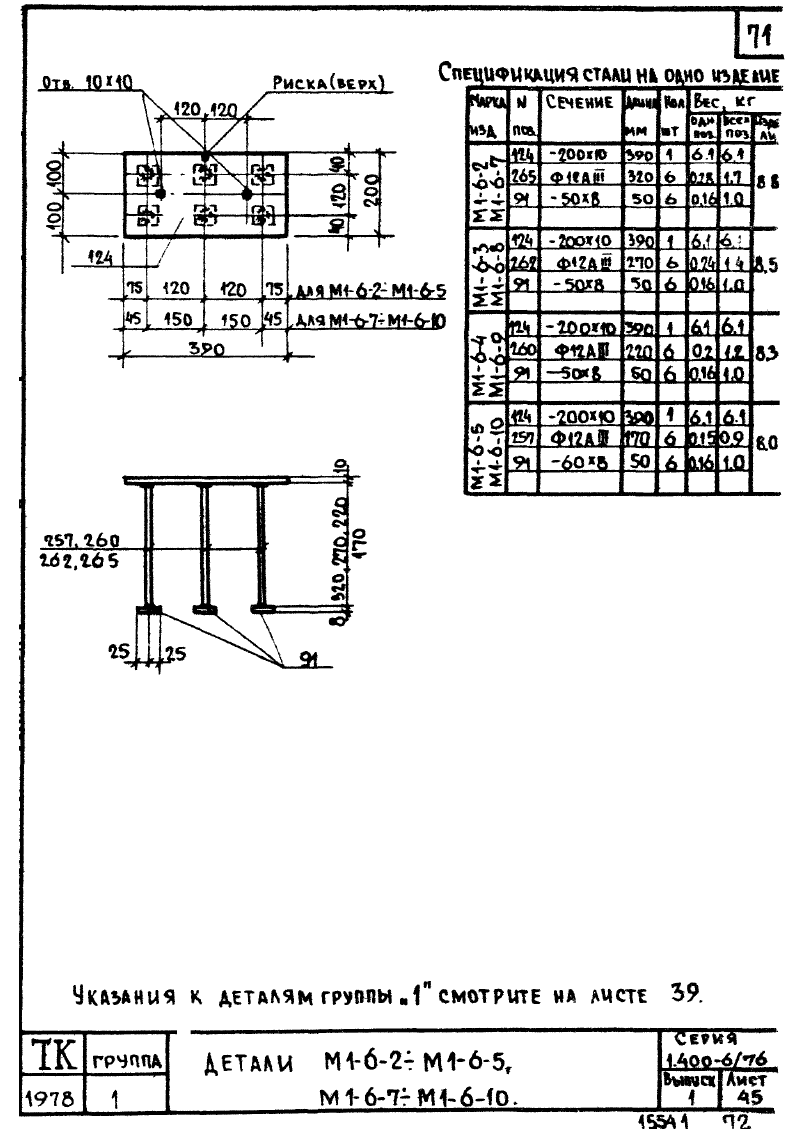 71
Спецификация стали на одно изделие
Отв. 10×10
Риска (верх)
120 120
100
100
40
120
40
200
124
75 120 120 75 для М1-6-2÷М1-6-5
45 150 150 45 для М1-6-7÷М1-6-10
390
Марка изд. N поз. Сечение Длина мм Кол. шт Вес, кг
одн. поз. всех поз. изделия
М1-6-2 М1-6-7
124 -200×10 390 1 6.1 6.1
265 Ф12АIII 320 6 0.28 1.7 8.8
91 -50×8 50 6 0.16 1.0
М1-6-3 М1-6-8
124 -200×10 390 1 6.1 6.1
262 Ф12АIII 270 6 0.24 1.4 8.5
91 -50×8 50 6 0.16 1.0
М1-6-4 М1-6-9
124 -200×10 390 1 6.1 6.1
260 Ф12АIII 220 6 0.2 1.2 8.3
91 -50×8 50 6 0.16 1.0
М1-6-5 М1-6-10
124 -200×10 390 1 6.1 6.1
257 Ф12АIII 170 6 0.15 0.9 8.0
91 -60×8 50 6 0.16 1.0
257, 260
262, 265
10
320, 270, 220
170
8
25 25
91
Указания к деталям группы „1" смотрите на листе 39.
ТК
группа
1978
1
Детали М1-6-2÷М1-6-5,
М1-6-7÷М1-6-10.
Серия
1.400-6/76
Выпуск Лист
1 45
15541 72